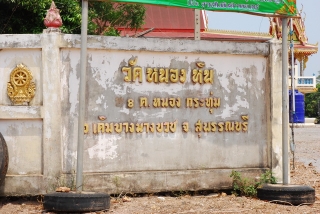 วัดหนองหิน
ต.หนองกระทุ่ม
อ.เดิมบางนางบวช จ.สุพรรณบุรี